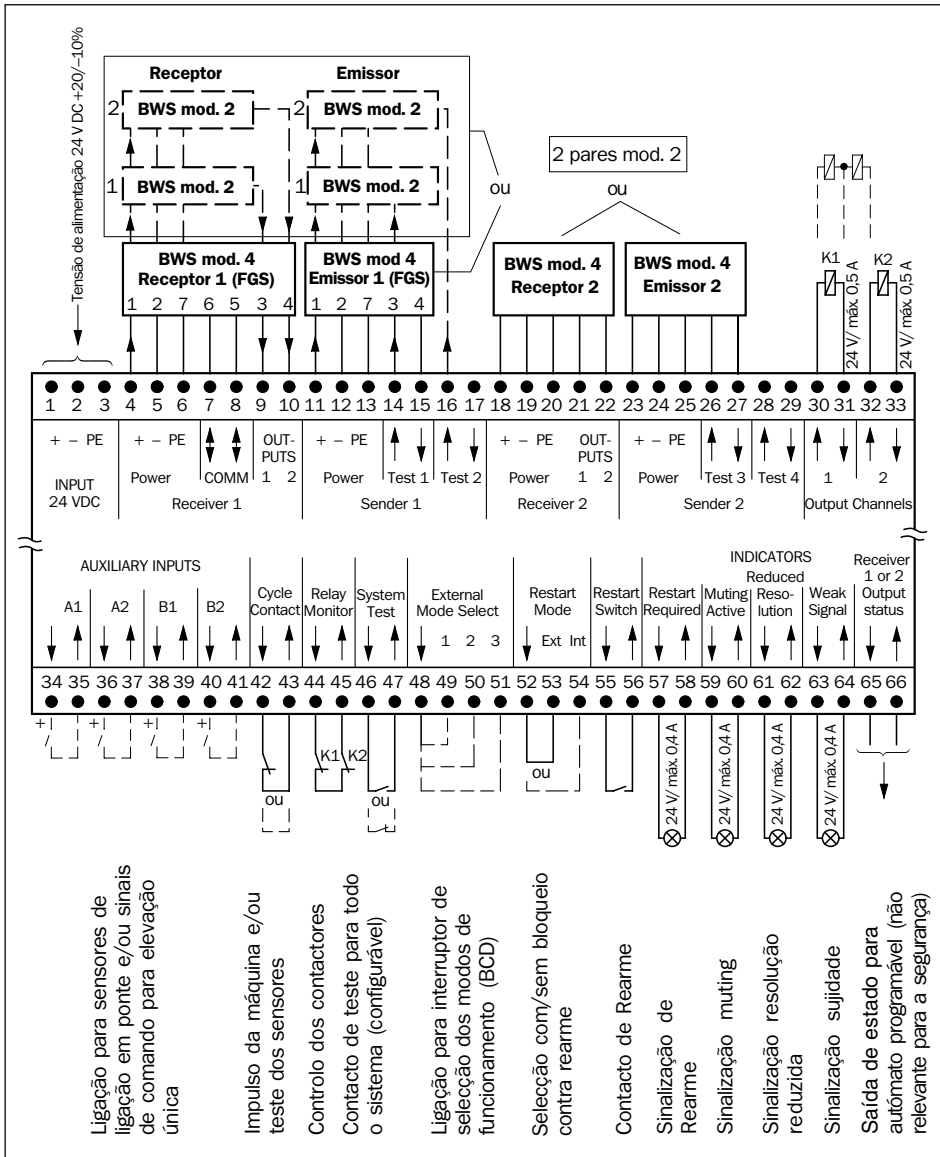 Tensão de alimentação 24 V DC +20/–10%
Receptor
Emissor
2 BWS mod. 2
2 BWS mod. 2
1 BWS mod. 2
1 BWS mod. 2
ou
2 pares mod. 2
ou
BWS mod. 4
Receptor 1 (FGS)
1 2 7 6 5 3 4
BWS mod 4
Emissor 1 (FGS)
1 2 7 3 4
BWS mod. 4
Receptor 2
BWS mod. 4
Emissor 2
K1
24 V/ máx. 0,5 A
K2
24 V/ máx. 0,5 A
1 2 3 4 5 6 7 8 9 10 11 12 13 14 15 16 17 18 19 20 21 22 23 24 25 26 27 28 29 30 31 32 33
+ – PE
INPUT
24 VDC
+ – PE
Power
COMM
OUT-
PUTS
1 2
Receiver 1
+ – PE
Power
Test 1
Test 2
Sender 1
+ – PE
Power
OUT-
PUTS
1 2
Receiver 2
+ – PE
Power
Test 3
Test 4
Sender 2
1 2
Output Channels
AUXILIARY INPUTS
A1
A2
B1
B2
Cycle
Contact
Relay
Monitor
System
Test
External
Mode Select
1 2 3
Restart
Mode
Ext Int
Restart
Switch
INDICATORS
Restart
Required
Muting
Active
Reduced
Reso-
lution
Weak
Signal
Receiver
1 or 2
Output
status
34 35 36 37 38 39 40 41 42 43 44 45 46 47 48 49 50 51 52 53 54 55 56 57 58 59 60 61 62 63 64 65 66
+
+
+
+
ou
K1
K2
ou
ou
24 V/ máx. 0,4 A
24 V/ máx. 0,4 A
24 V/ máx. 0,4 A
24 V/ máx. 0,4 A
Ligação para sensores de
ligação em ponte e/ou sinais
de comando para elevação
única
Impulso da máquina e/ou
teste dos sensores
Controlo dos contactores
Contacto de teste para todo
o sistema (configurável)
Ligação para interruptor de
selecção dos modos de
funcionamento (BCD)
Selecção com/sem bloqueio
contra rearme
Contacto de Rearme
Sinalização de
Rearme
Sinalização muting
Sinalização resolução
reduzida
Sinalização sujidade
Saída de estado para
autómato programável (não
relevante para a segurança)